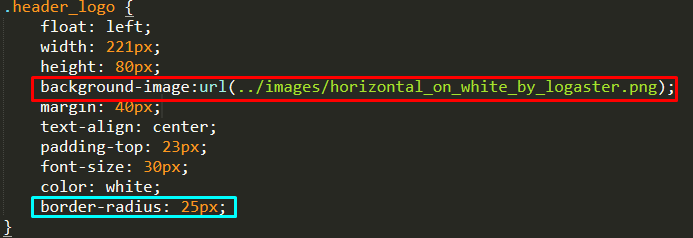 .header_logo {
float: left;
width: 221px;
height: 80px;
background-image:url(../images/horizontal_on_white_by_logaster.png);
margin: 40px;
text-align: center;
padding-top: 23px;
font-size: 30px;
color: white;
border-radius: 25px;
}